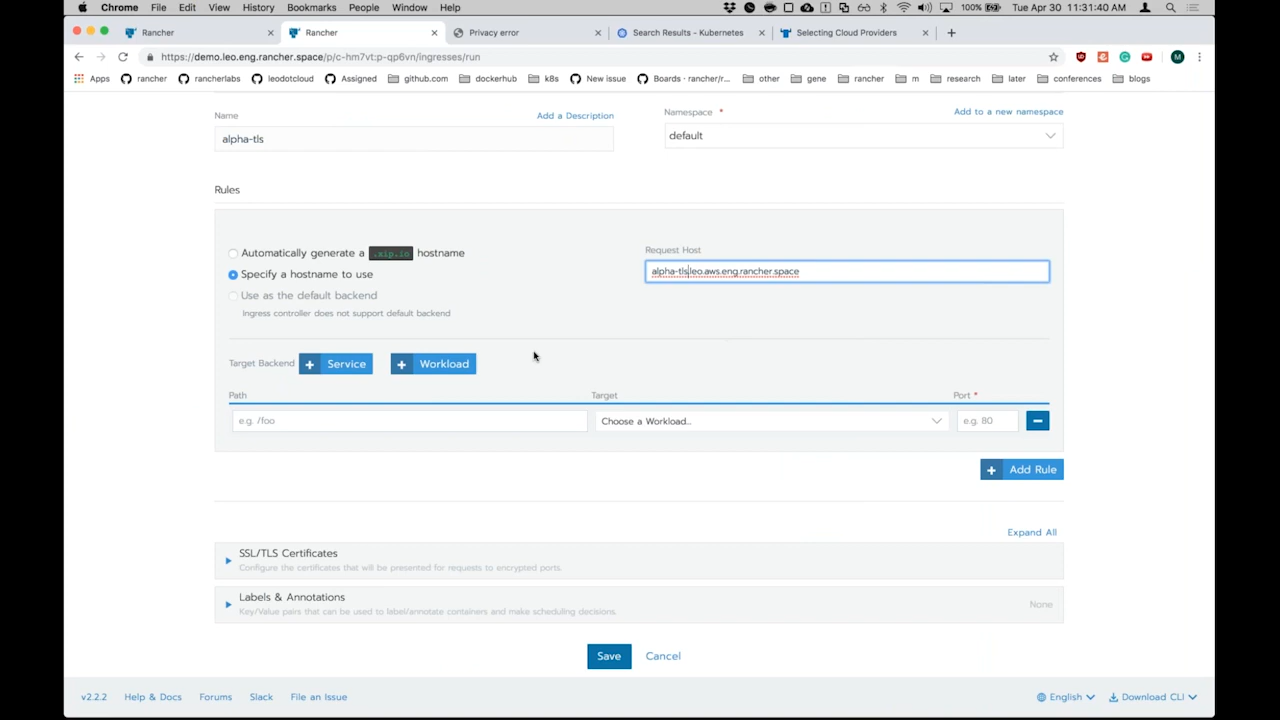 Chrome File Edit View History Bookmarks People Window Help 100% Tue Apr 30 11:31:40 AM
Rancher Rancher Privacy error Search Results - Kubernetes Selecting Cloud Providers
https://demo.leo.eng.rancher.space/p/c-hm7vt:p-qp6vn/ingresses/run
Apps rancher rancherlabs leodotcloud Assigned github.com dockerhub k8s New issue Boards · rancher/r... other gene rancher m research later conferences blogs
Name Add a Description Namespace * Add to a new namespace
alpha-tls default
Rules
Automatically generate a .xip.io hostname Request Host
Specify a hostname to use alpha-tls.leo.aws.eng.rancher.space
Use as the default backend
Ingress controller does not support default backend
Target Backend + Service + Workload
Path Target Port *
e.g. /foo Choose a Workload... e.g. 80
+ Add Rule
Expand All
SSL/TLS Certificates
Configure the certificates that will be presented for requests to encrypted ports.
Labels & Annotations
Key/Value pairs that can be used to label/annotate containers and make scheduling decisions. None
Save Cancel
v2.2.2 Help & Docs Forums Slack File an Issue English Download CLI